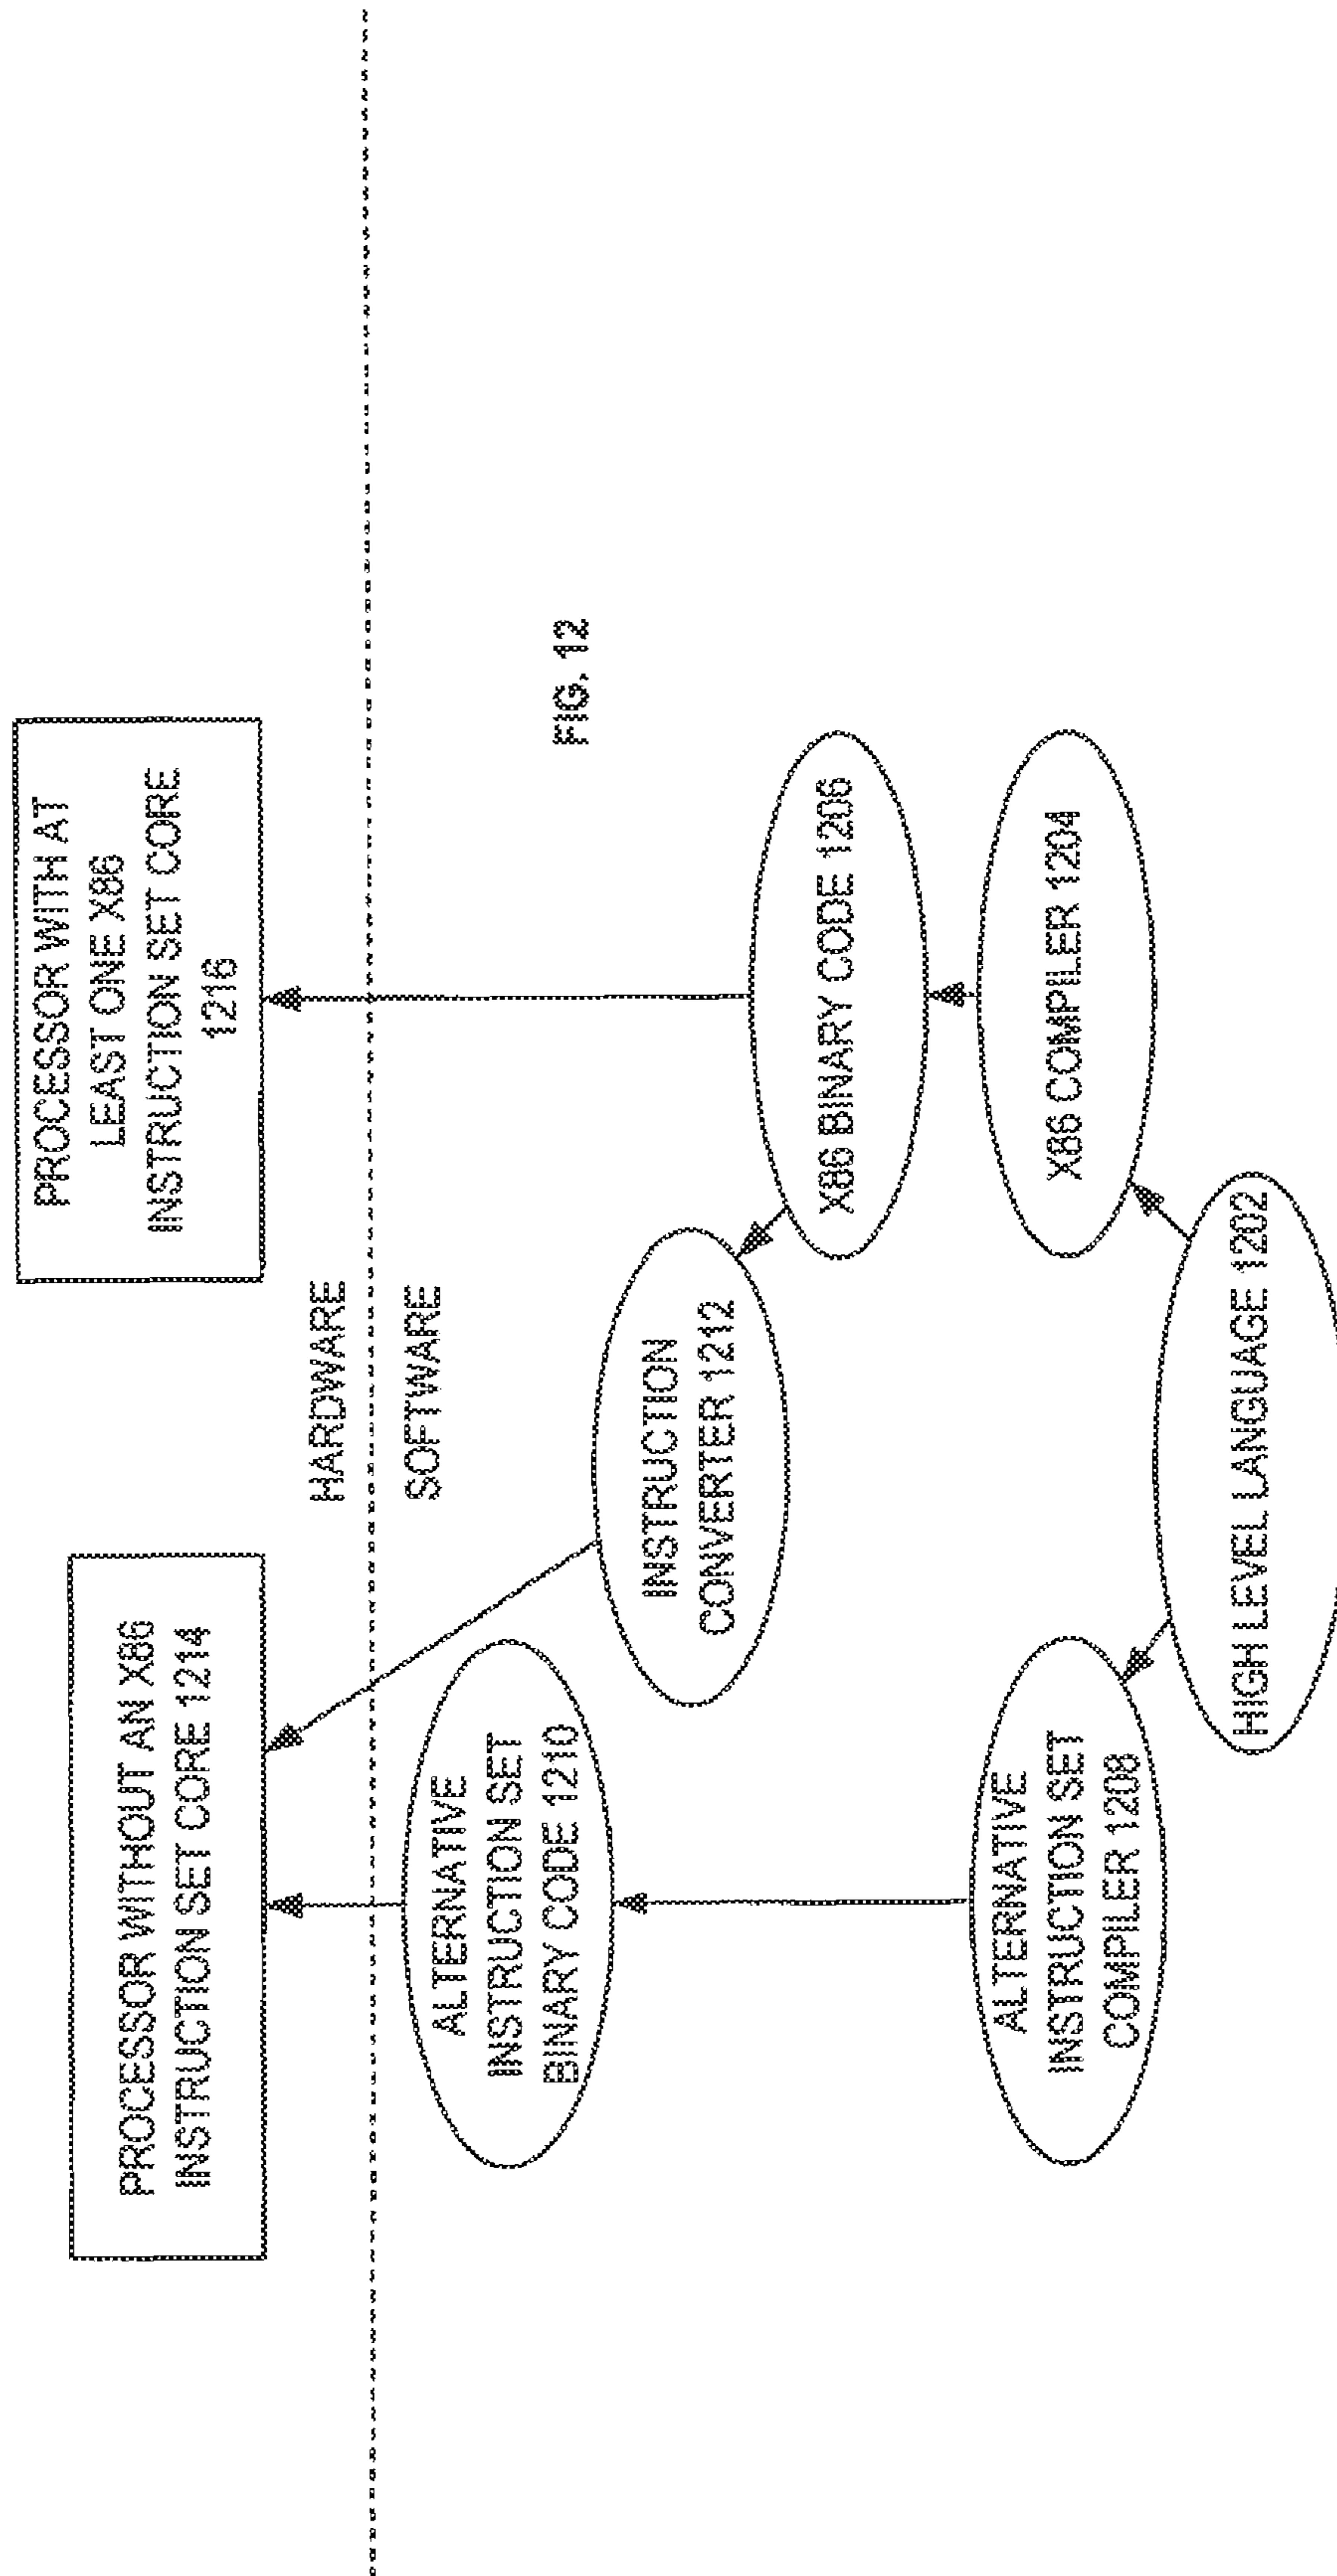 PROCESSOR WITHOUT AN X86
INSTRUCTION SET CORE 1214
PROCESSOR WITH AT
LEAST ONE X86
INSTRUCTION SET CORE
1216
HARDWARE
SOFTWARE
ALTERNATIVE
INSTRUCTION SET
BINARY CODE 1210
INSTRUCTION
CONVERTER 1212
FIG. 12
X86 BINARY CODE 1206
ALTERNATIVE
INSTRUCTION SET
COMPILER 1208
X86 COMPILER 1204
HIGH LEVEL LANGUAGE 1202